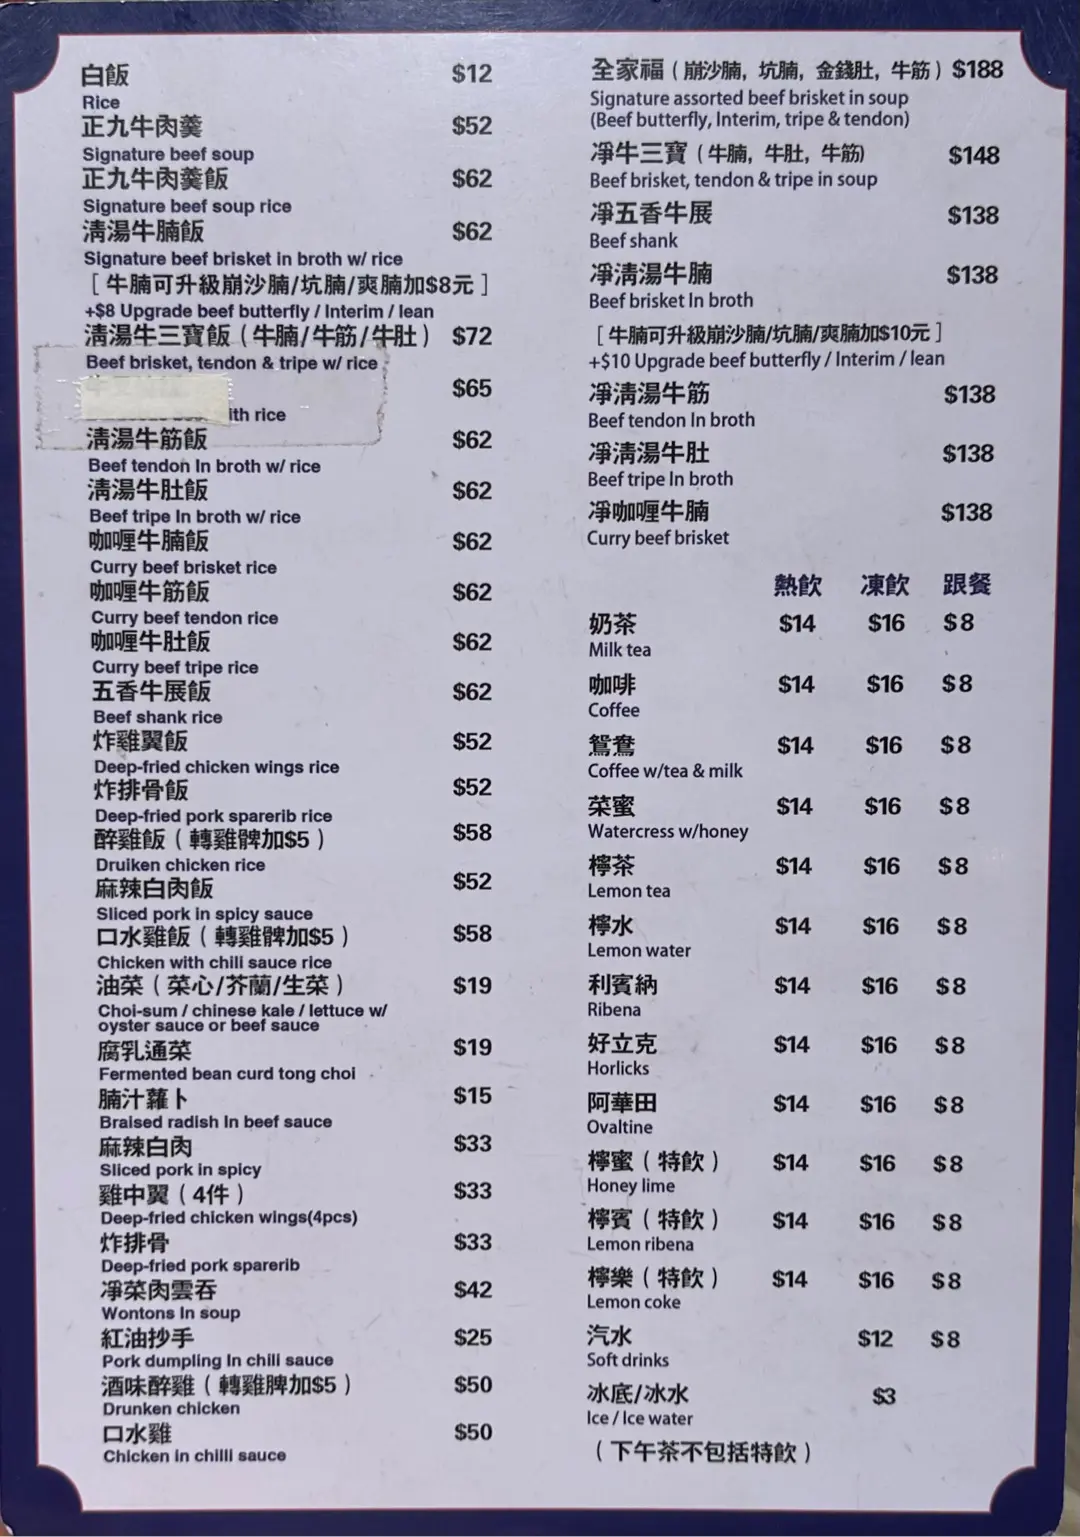 白飯 $12
Rice
正九牛肉羹 $52
Signature beef soup
正九牛肉羹飯 $62
Signature beef soup rice
清湯牛腩飯 $62
Signature beef brisket in broth w/ rice
[ 牛腩可升級崩沙腩/坑腩/爽腩加$8元 ]
+$8 Upgrade beef butterfly / Interim / lean
清湯牛三寶飯 ( 牛腩/牛筋/牛肚 ) $72
Beef brisket, tendon & tripe w/ rice
$65
ith rice
清湯牛筋飯 $62
Beef tendon In broth w/ rice
清湯牛肚飯 $62
Beef tripe In broth w/ rice
咖喱牛腩飯 $62
Curry beef brisket rice
咖喱牛筋飯 $62
Curry beef tendon rice
咖喱牛肚飯 $62
Curry beef tripe rice
五香牛展飯 $62
Beef shank rice
炸雞翼飯 $52
Deep-fried chicken wings rice
炸排骨飯 $52
Deep-fried pork sparerib rice
醉雞飯 ( 轉雞髀加$5 ) $58
Druiken chicken rice
麻辣白肉飯 $52
Sliced pork in spicy sauce
口水雞飯 ( 轉雞髀加$5 ) $58
Chicken with chili sauce rice
油菜 ( 菜心/芥蘭/生菜 ) $19
Choi-sum / chinese kale / lettuce w/
oyster sauce or beef sauce
腐乳通菜 $19
Fermented bean curd tong choi
腩汁蘿卜 $15
Braised radish In beef sauce
麻辣白肉 $33
Sliced pork in spicy
雞中翼 ( 4件 ) $33
Deep-fried chicken wings(4pcs)
炸排骨 $33
Deep-fried pork sparerib
凈菜肉雲吞 $42
Wontons In soup
紅油抄手 $25
Pork dumpling In chili sauce
酒味醉雞 ( 轉雞脾加$5 ) $50
Drunken chicken
口水雞 $50
Chicken in chilli sauce
全家福 ( 崩沙腩, 坑腩, 金錢肚, 牛筋 ) $188
Signature assorted beef brisket in soup
(Beef butterfly, Interim, tripe & tendon)
凈牛三寶 ( 牛腩, 牛肚, 牛筋) $148
Beef brisket, tendon & tripe in soup
凈五香牛展 $138
Beef shank
凈清湯牛腩 $138
Beef brisket In broth
[ 牛腩可升級崩沙腩/坑腩/爽腩加$10元 ]
+$10 Upgrade beef butterfly / Interim / lean
凈清湯牛筋 $138
Beef tendon In broth
凈清湯牛肚 $138
Beef tripe In broth
凈咖喱牛腩 $138
Curry beef brisket
熱飲 凍飲 跟餐
奶茶 $14 $16 $8
Milk tea
咖啡 $14 $16 $8
Coffee
鴛鴦 $14 $16 $8
Coffee w/tea & milk
菜蜜 $14 $16 $8
Watercress w/honey
檸茶 $14 $16 $8
Lemon tea
檸水 $14 $16 $8
Lemon water
利賓納 $14 $16 $8
Ribena
好立克 $14 $16 $8
Horlicks
阿華田 $14 $16 $8
Ovaltine
檸蜜 ( 特飲 ) $14 $16 $8
Honey lime
檸賓 ( 特飲 ) $14 $16 $8
Lemon ribena
檸樂 ( 特飲 ) $14 $16 $8
Lemon coke
汽水 $12 $8
Soft drinks
冰底/冰水 $3
Ice / Ice water
( 下午茶不包括特飲 )